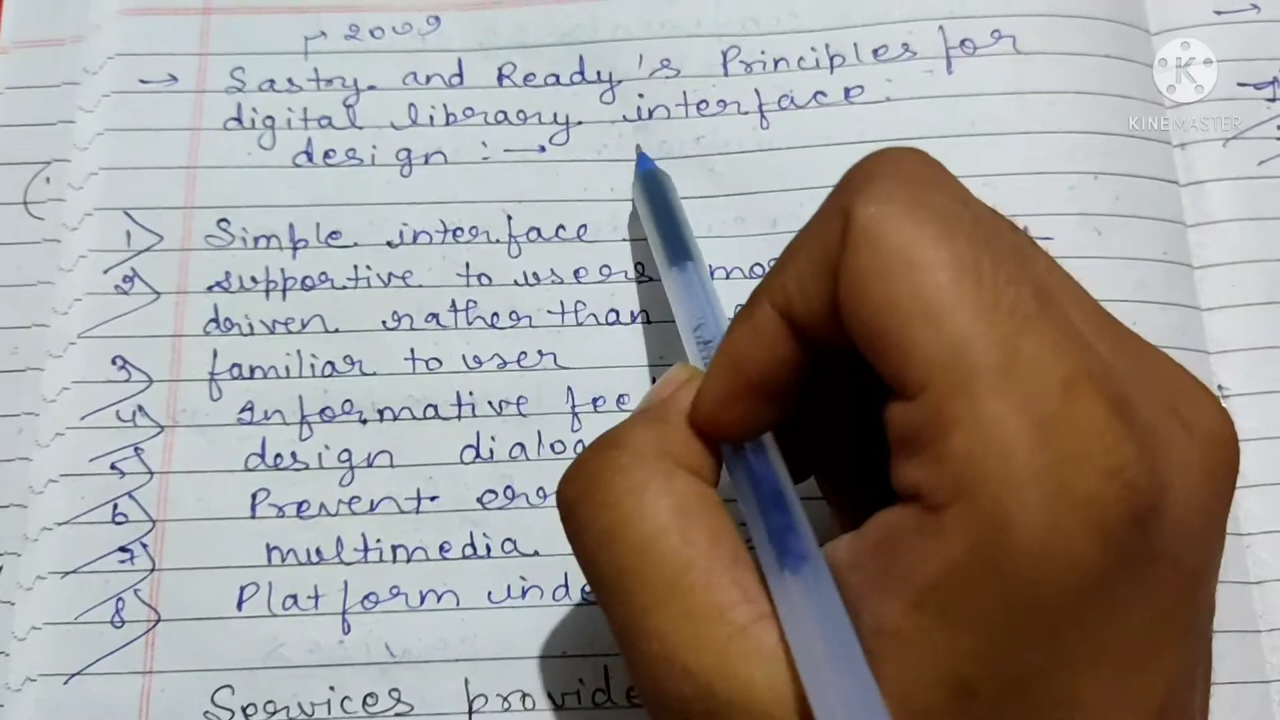 2009
→ Sastry and Ready's Principles for
digital library interface
design :→
1) Simple interface
2) supportive to users
driven rather than
3) familiar to user
4) Informative
5) design
6) Prevent
7) multimedia
8) Platform
Services
KINEMASTER